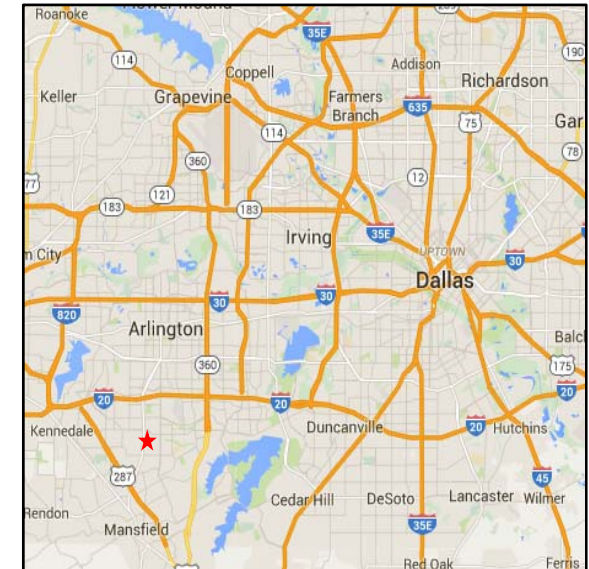 Roanoke
35E
190
114
Coppell
Addison
Richardson
Keller
Grapevine
Farmers
Branch
635
75
Gar
114
78
360
77
12
121
183
183
Irving
35E
UPTOWN
30
m City
Dallas
30
30
820
Arlington
Balch
360
175
20
20
20
Kennedale
Duncanville
20
Hutchins
287
45
Cedar Hill
DeSoto
Lancaster
Wilmer
Rendon
Mansfield
35E
Red Oak
Ferris